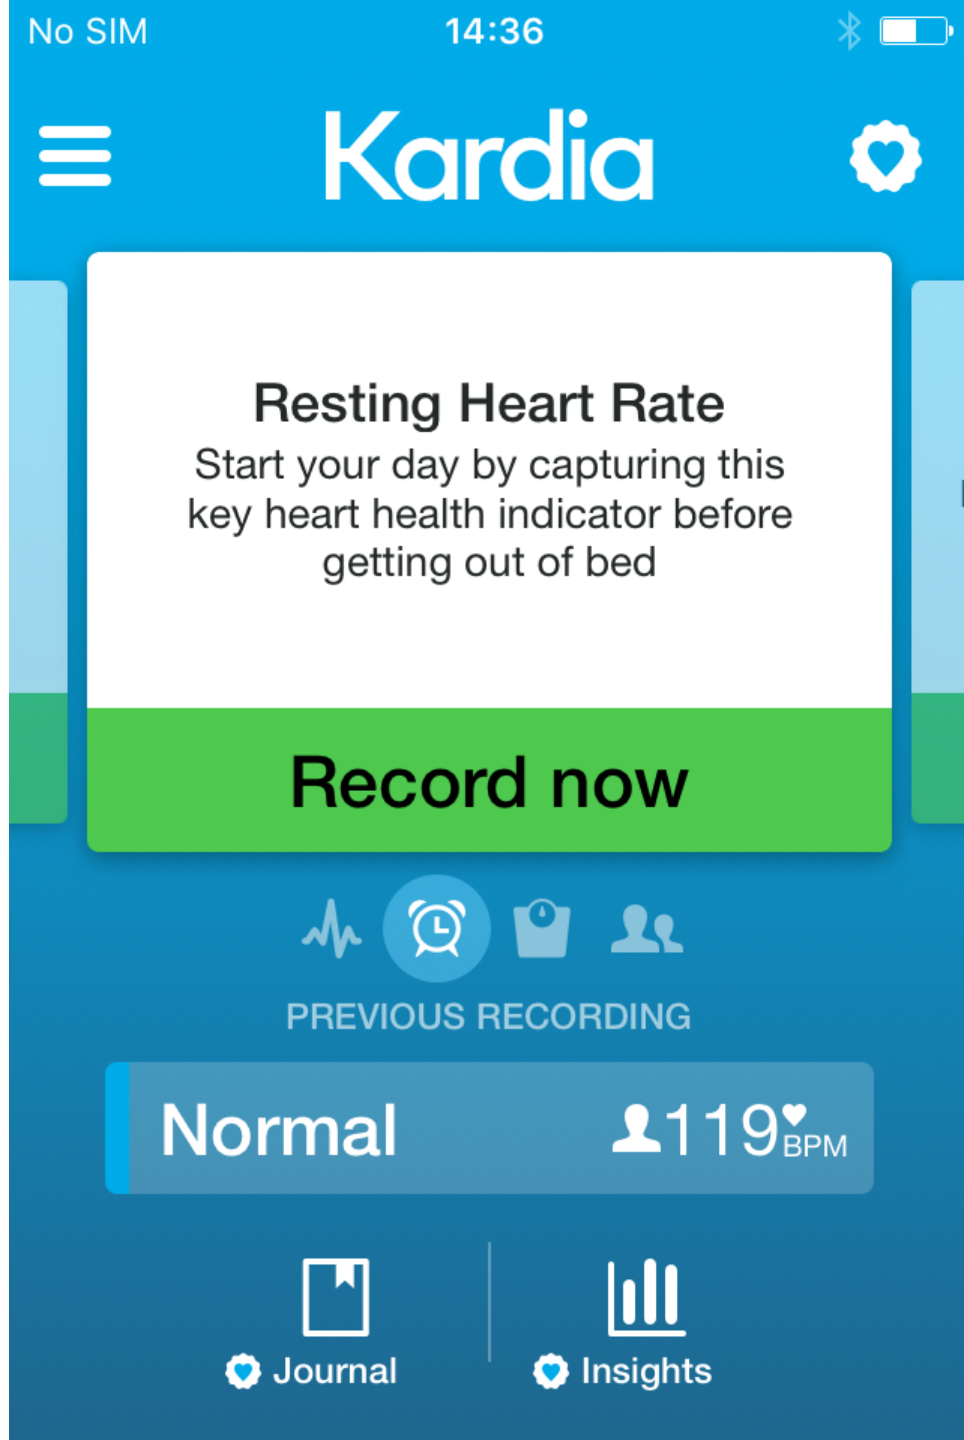 No SIM 14:36
Kardia
Resting Heart Rate
Start your day by capturing this
key heart health indicator before
getting out of bed
Record now
PREVIOUS RECORDING
Normal 119 BPM
Journal Insights